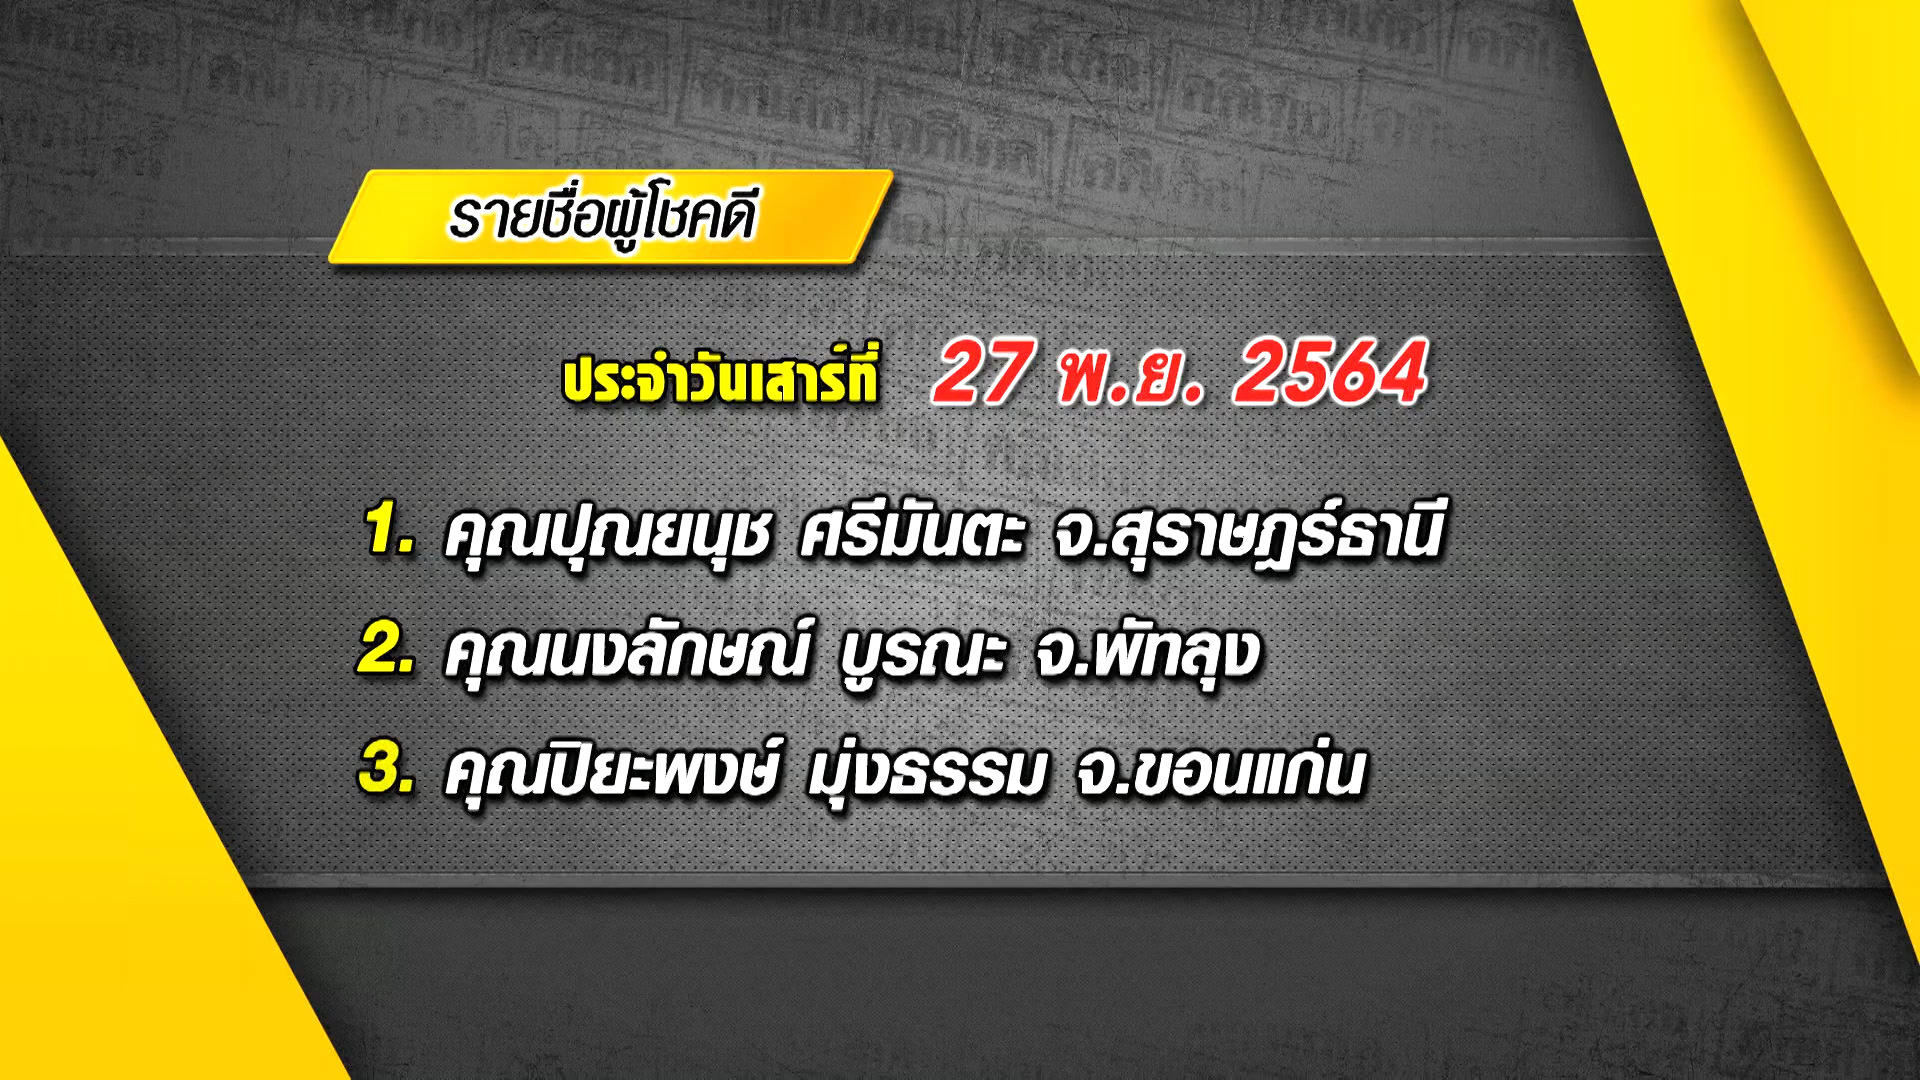 รายชื่อผู้โชคดี
ประจำวันเสาร์ที่ 27 พ.ย. 2564
1. คุณปุณยนุช ศรีมันตะ จ.สุราษฎร์ธานี
2. คุณนงลักษณ์ บูรณะ จ.พัทลุง
3. คุณปิยะพงษ์ มุ่งธรรม จ.ขอนแก่น